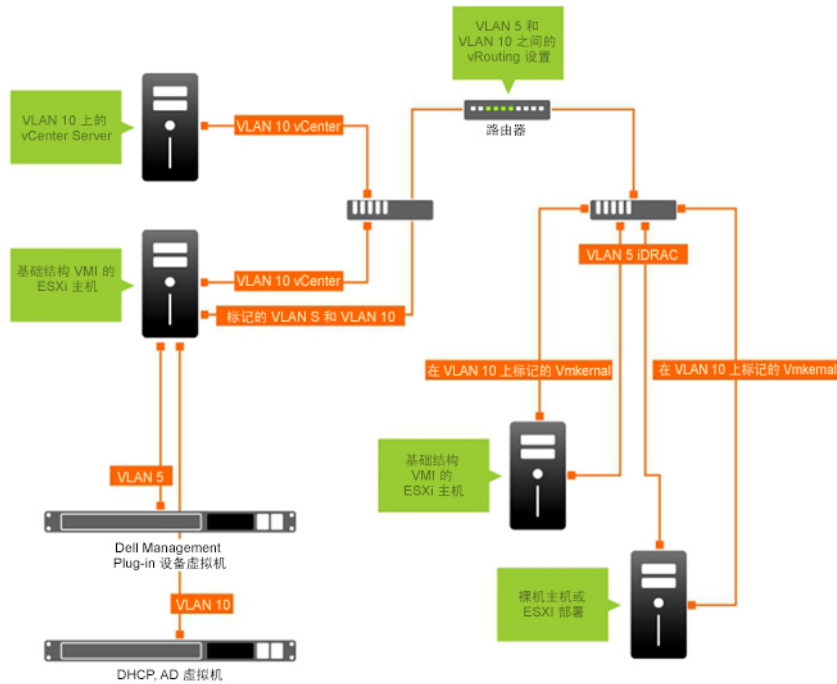 VLAN 5 和
VLAN 10 之间的
vRouting 设置
路由器
VLAN 10 上的
vCenter Server
VLAN 10 vCenter
基础结构 VMI 的
ESXi 主机
VLAN 10 vCenter
标记的 VLAN S 和 VLAN 10
VLAN 5 iDRAC
在 VLAN 10 上标记的 Vmkernal
在 VLAN 10 上标记的 Vmkernal
基础结构
VMI 的
ESXi 主机
VLAN 5
Dell Management
Plug-in 设备虚拟机
VLAN 10
裸机主机或
ESXI 部署
DHCP, AD 虚拟机